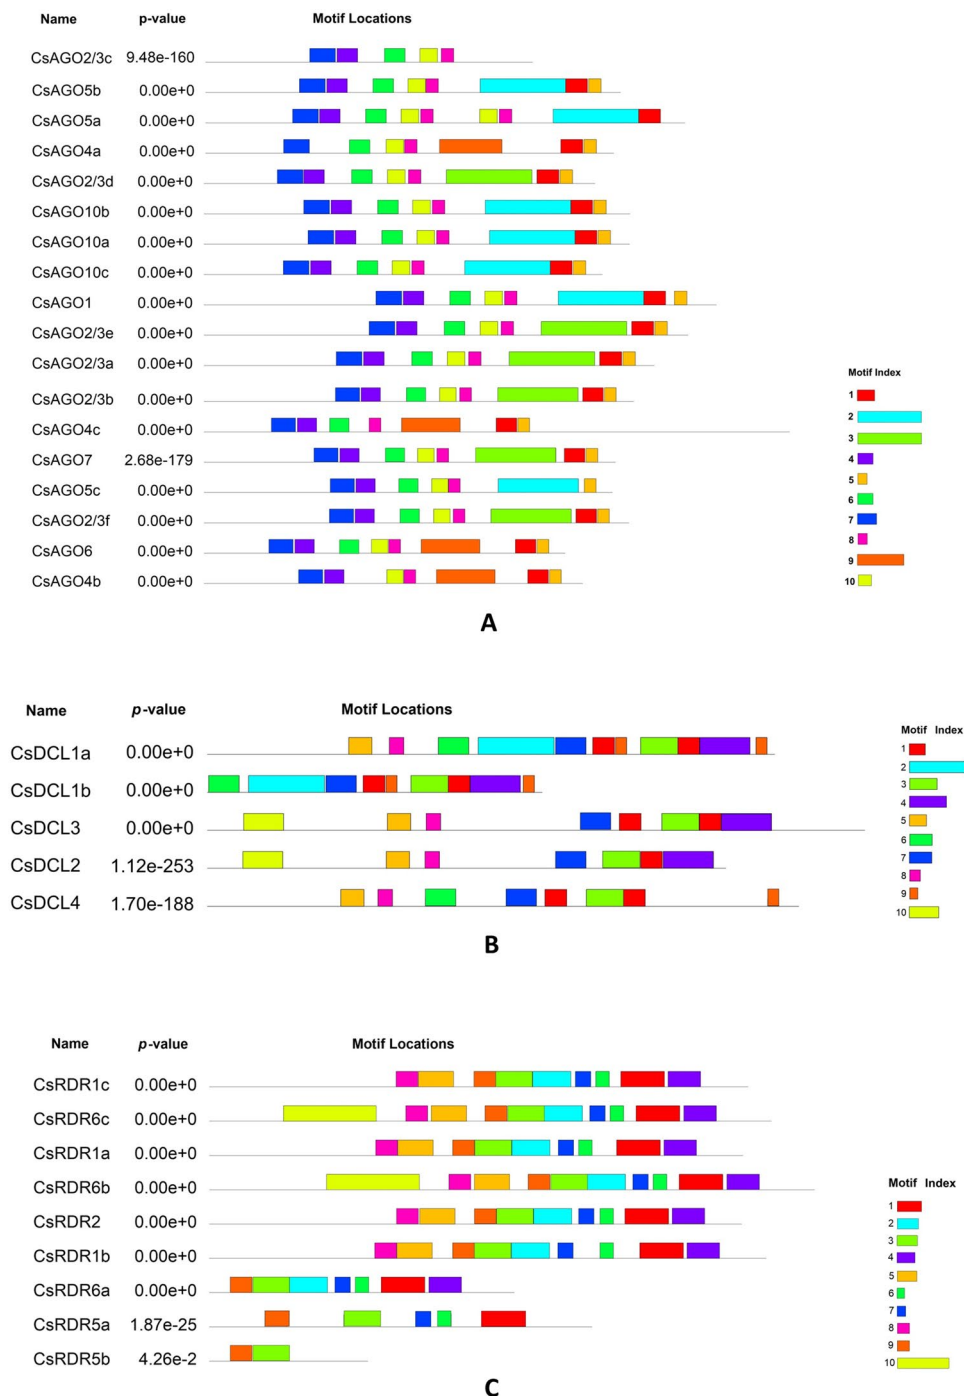 Name p-value Motif Locations
CsAGO2/3c 9.48e-160
CsAGO5b 0.00e+0
CsAGO5a 0.00e+0
CsAGO4a 0.00e+0
CsAGO2/3d 0.00e+0
CsAGO10b 0.00e+0
CsAGO10a 0.00e+0
CsAGO10c 0.00e+0
CsAGO1 0.00e+0
CsAGO2/3e 0.00e+0
CsAGO2/3a 0.00e+0
CsAGO2/3b 0.00e+0
CsAGO4c 0.00e+0
CsAGO7 2.68e-179
CsAGO5c 0.00e+0
CsAGO2/3f 0.00e+0
CsAGO6 0.00e+0
CsAGO4b 0.00e+0
Motif Index
1
2
3
4
5
6
7
8
9
10
A
Name p-value Motif Locations
CsDCL1a 0.00e+0
CsDCL1b 0.00e+0
CsDCL3 0.00e+0
CsDCL2 1.12e-253
CsDCL4 1.70e-188
Motif Index
1
2
3
4
5
6
7
8
9
10
B
Name p-value Motif Locations
CsRDR1c 0.00e+0
CsRDR6c 0.00e+0
CsRDR1a 0.00e+0
CsRDR6b 0.00e+0
CsRDR2 0.00e+0
CsRDR1b 0.00e+0
CsRDR6a 0.00e+0
CsRDR5a 1.87e-25
CsRDR5b 4.26e-2
Motif Index
1
2
3
4
5
6
7
8
9
10
C